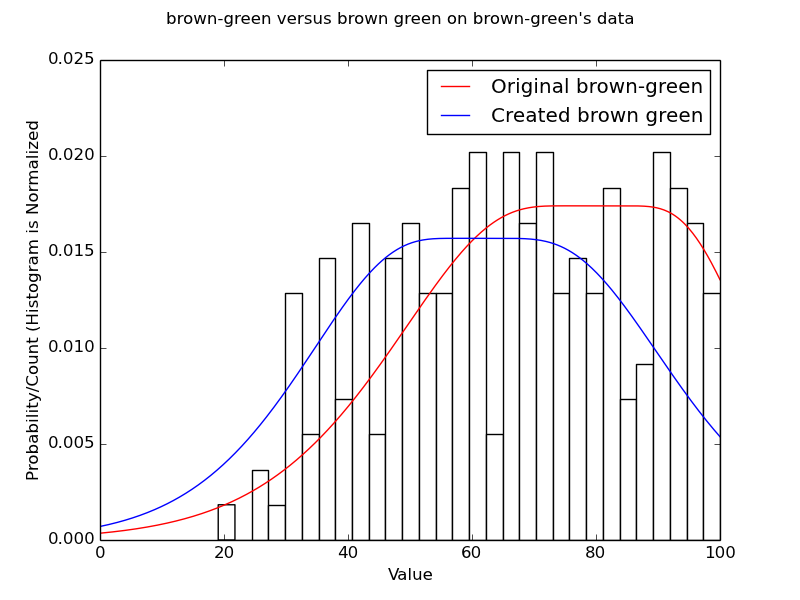 brown-green versus brown green on brown-green's data
Original brown-green
Created brown green
Probability/Count (Histogram is Normalized
0.025
0.020
0.015
0.010
0.005
0.000
0 20 40 60 80 100
Value